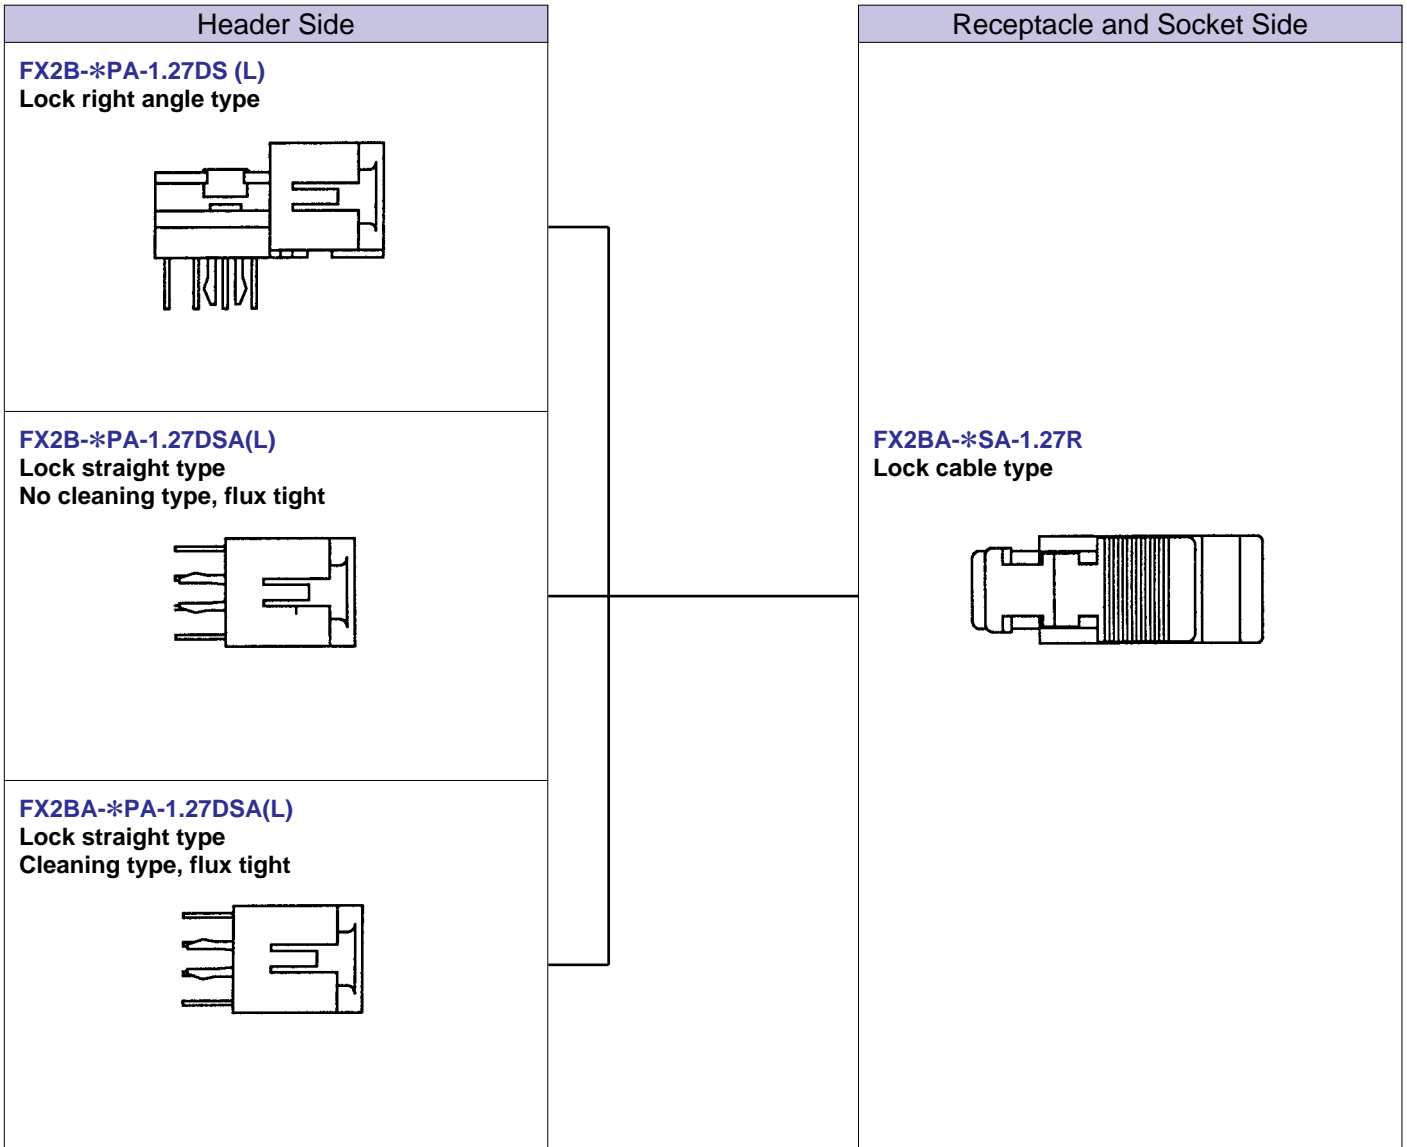 Header Side
Receptacle and Socket Side
FX2B-*PA-1.27DS (L)
Lock right angle type
FX2B-*PA-1.27DSA(L)
Lock straight type
No cleaning type, flux tight
FX2BA-*SA-1.27R
Lock cable type
FX2BA-*PA-1.27DSA(L)
Lock straight type
Cleaning type, flux tight